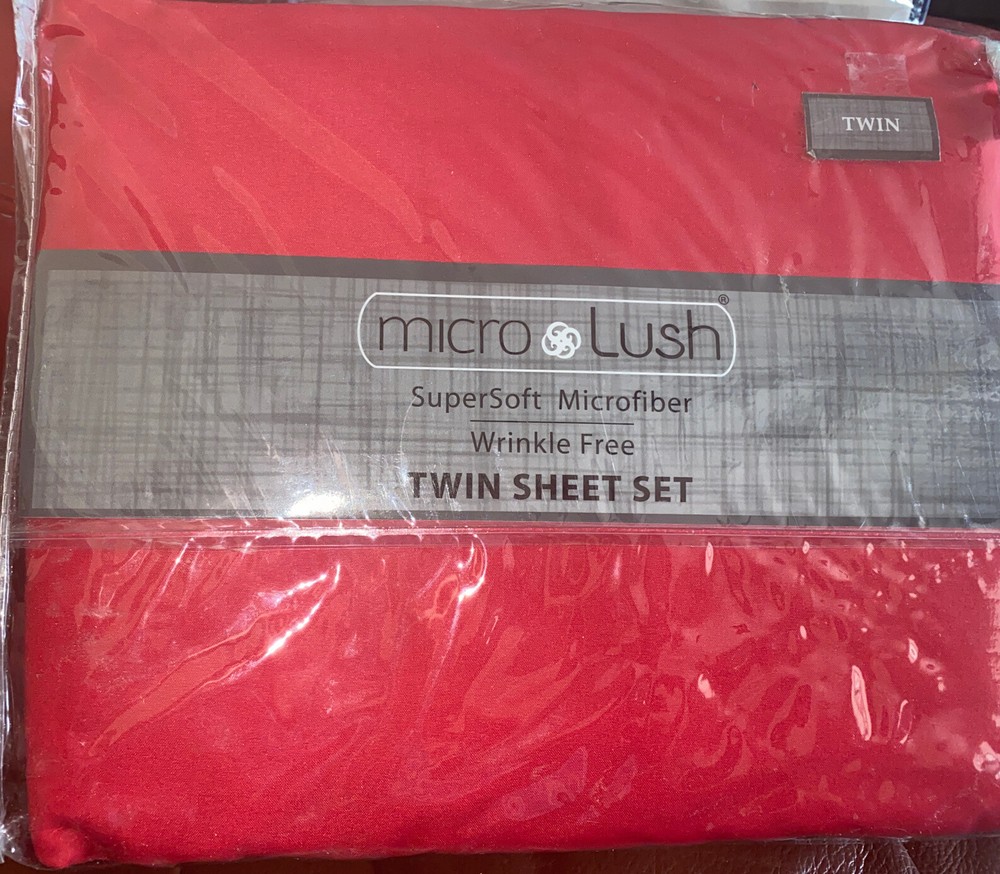 TWIN
micro Lush®
SuperSoft Microfiber
Wrinkle Free
TWIN SHEET SET